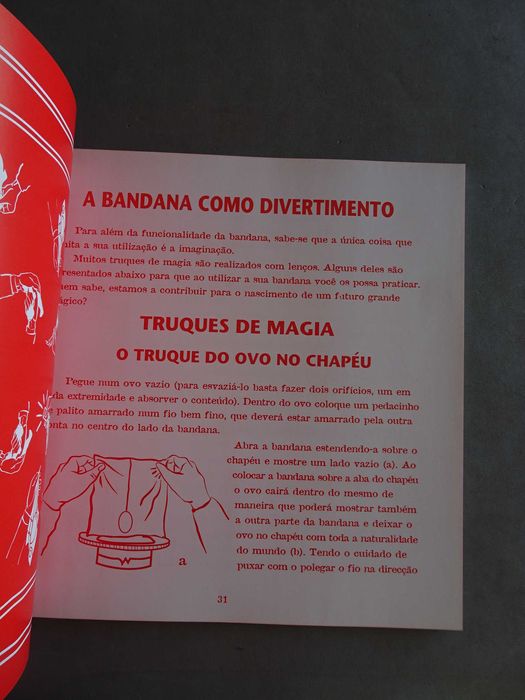 A BANDANA COMO DIVERTIMENTO
Para além da funcionalidade da bandana, sabe-se que a única coisa que
a sua utilização é a imaginação.
Muitos truques de magia são realizados com lenços. Alguns deles são
presentados abaixo para que ao utilizar a sua bandana você os possa praticar.
uem sabe, estamos a contribuir para o nascimento de um futuro grande
ágico?
TRUQUES DE MAGIA
O TRUQUE DO OVO NO CHAPÉU
Pegue num ovo vazio (para esvaziá-lo basta fazer dois orifícios, um em
da extremidade e absorver o conteúdo). Dentro do ovo coloque um pedacinho
e palito amarrado num fio bem fino, que deverá estar amarrado pela outra
onta no centro do lado da bandana.
Abra a bandana estendendo-a sobre o
chapéu e mostre um lado vazio (a). Ao
colocar a bandana sobre a aba do chapéu
o ovo cairá dentro do mesmo de
maneira que poderá mostrar também
a outra parte da bandana e deixar o
ovo no chapéu com toda a naturalidade
do mundo (b). Tendo o cuidado de
puxar com o polegar o fio na direcção
a
31